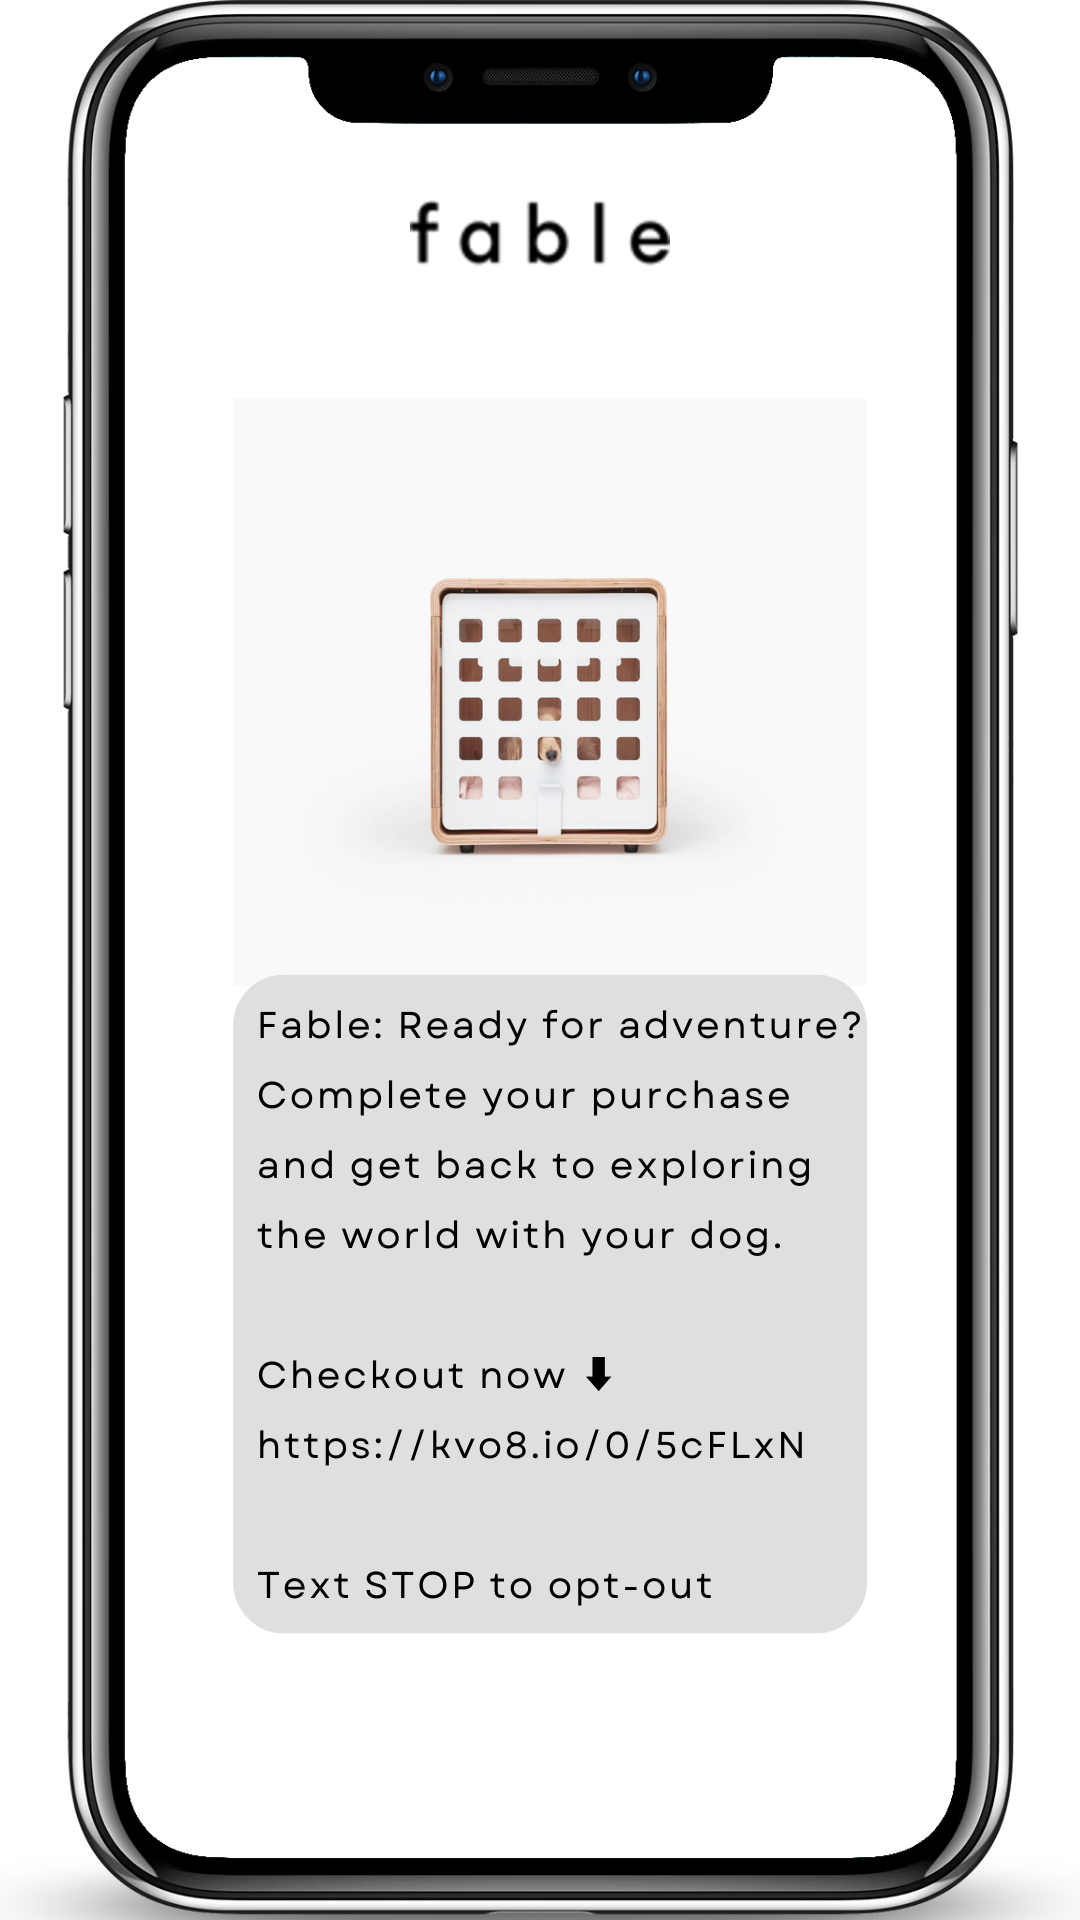 fable
Fable: Ready for adventure?
Complete your purchase
and get back to exploring
the world with your dog.
Checkout now ⬇
https://kvo8.io/0/5cFLxN
Text STOP to opt-out